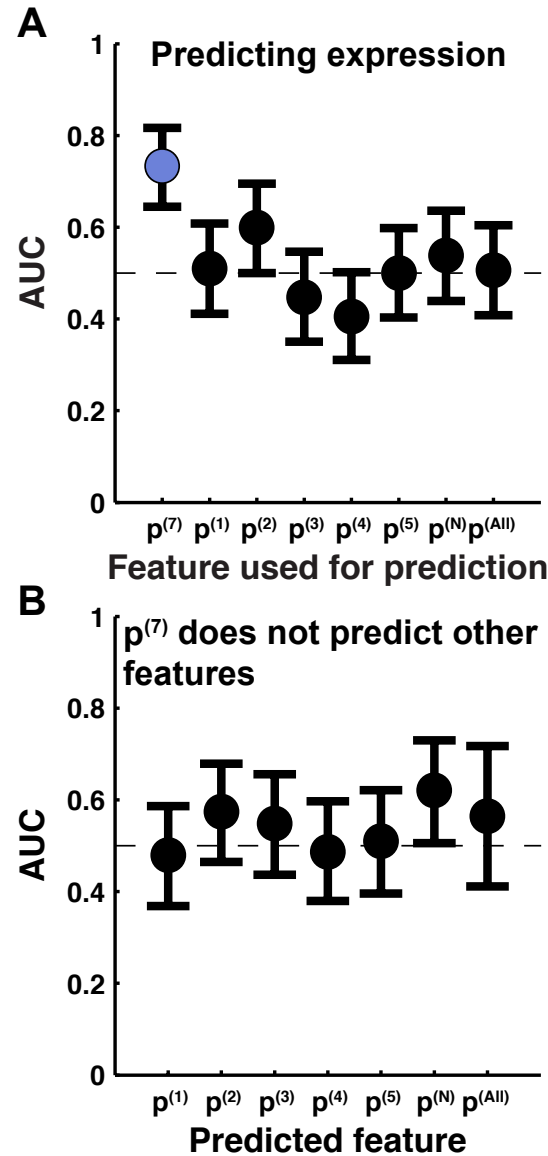 A
Predicting expression
1
0.8
0.6
0.4
0.2
0
AUC
p(7) p(1) p(2) p(3) p(4) p(5) p(N) p(All)
Feature used for prediction
B
p(7) does not predict other
features
1
0.8
0.6
0.4
0.2
0
AUC
p(1) p(2) p(3) p(4) p(5) p(N) p(All)
Predicted feature